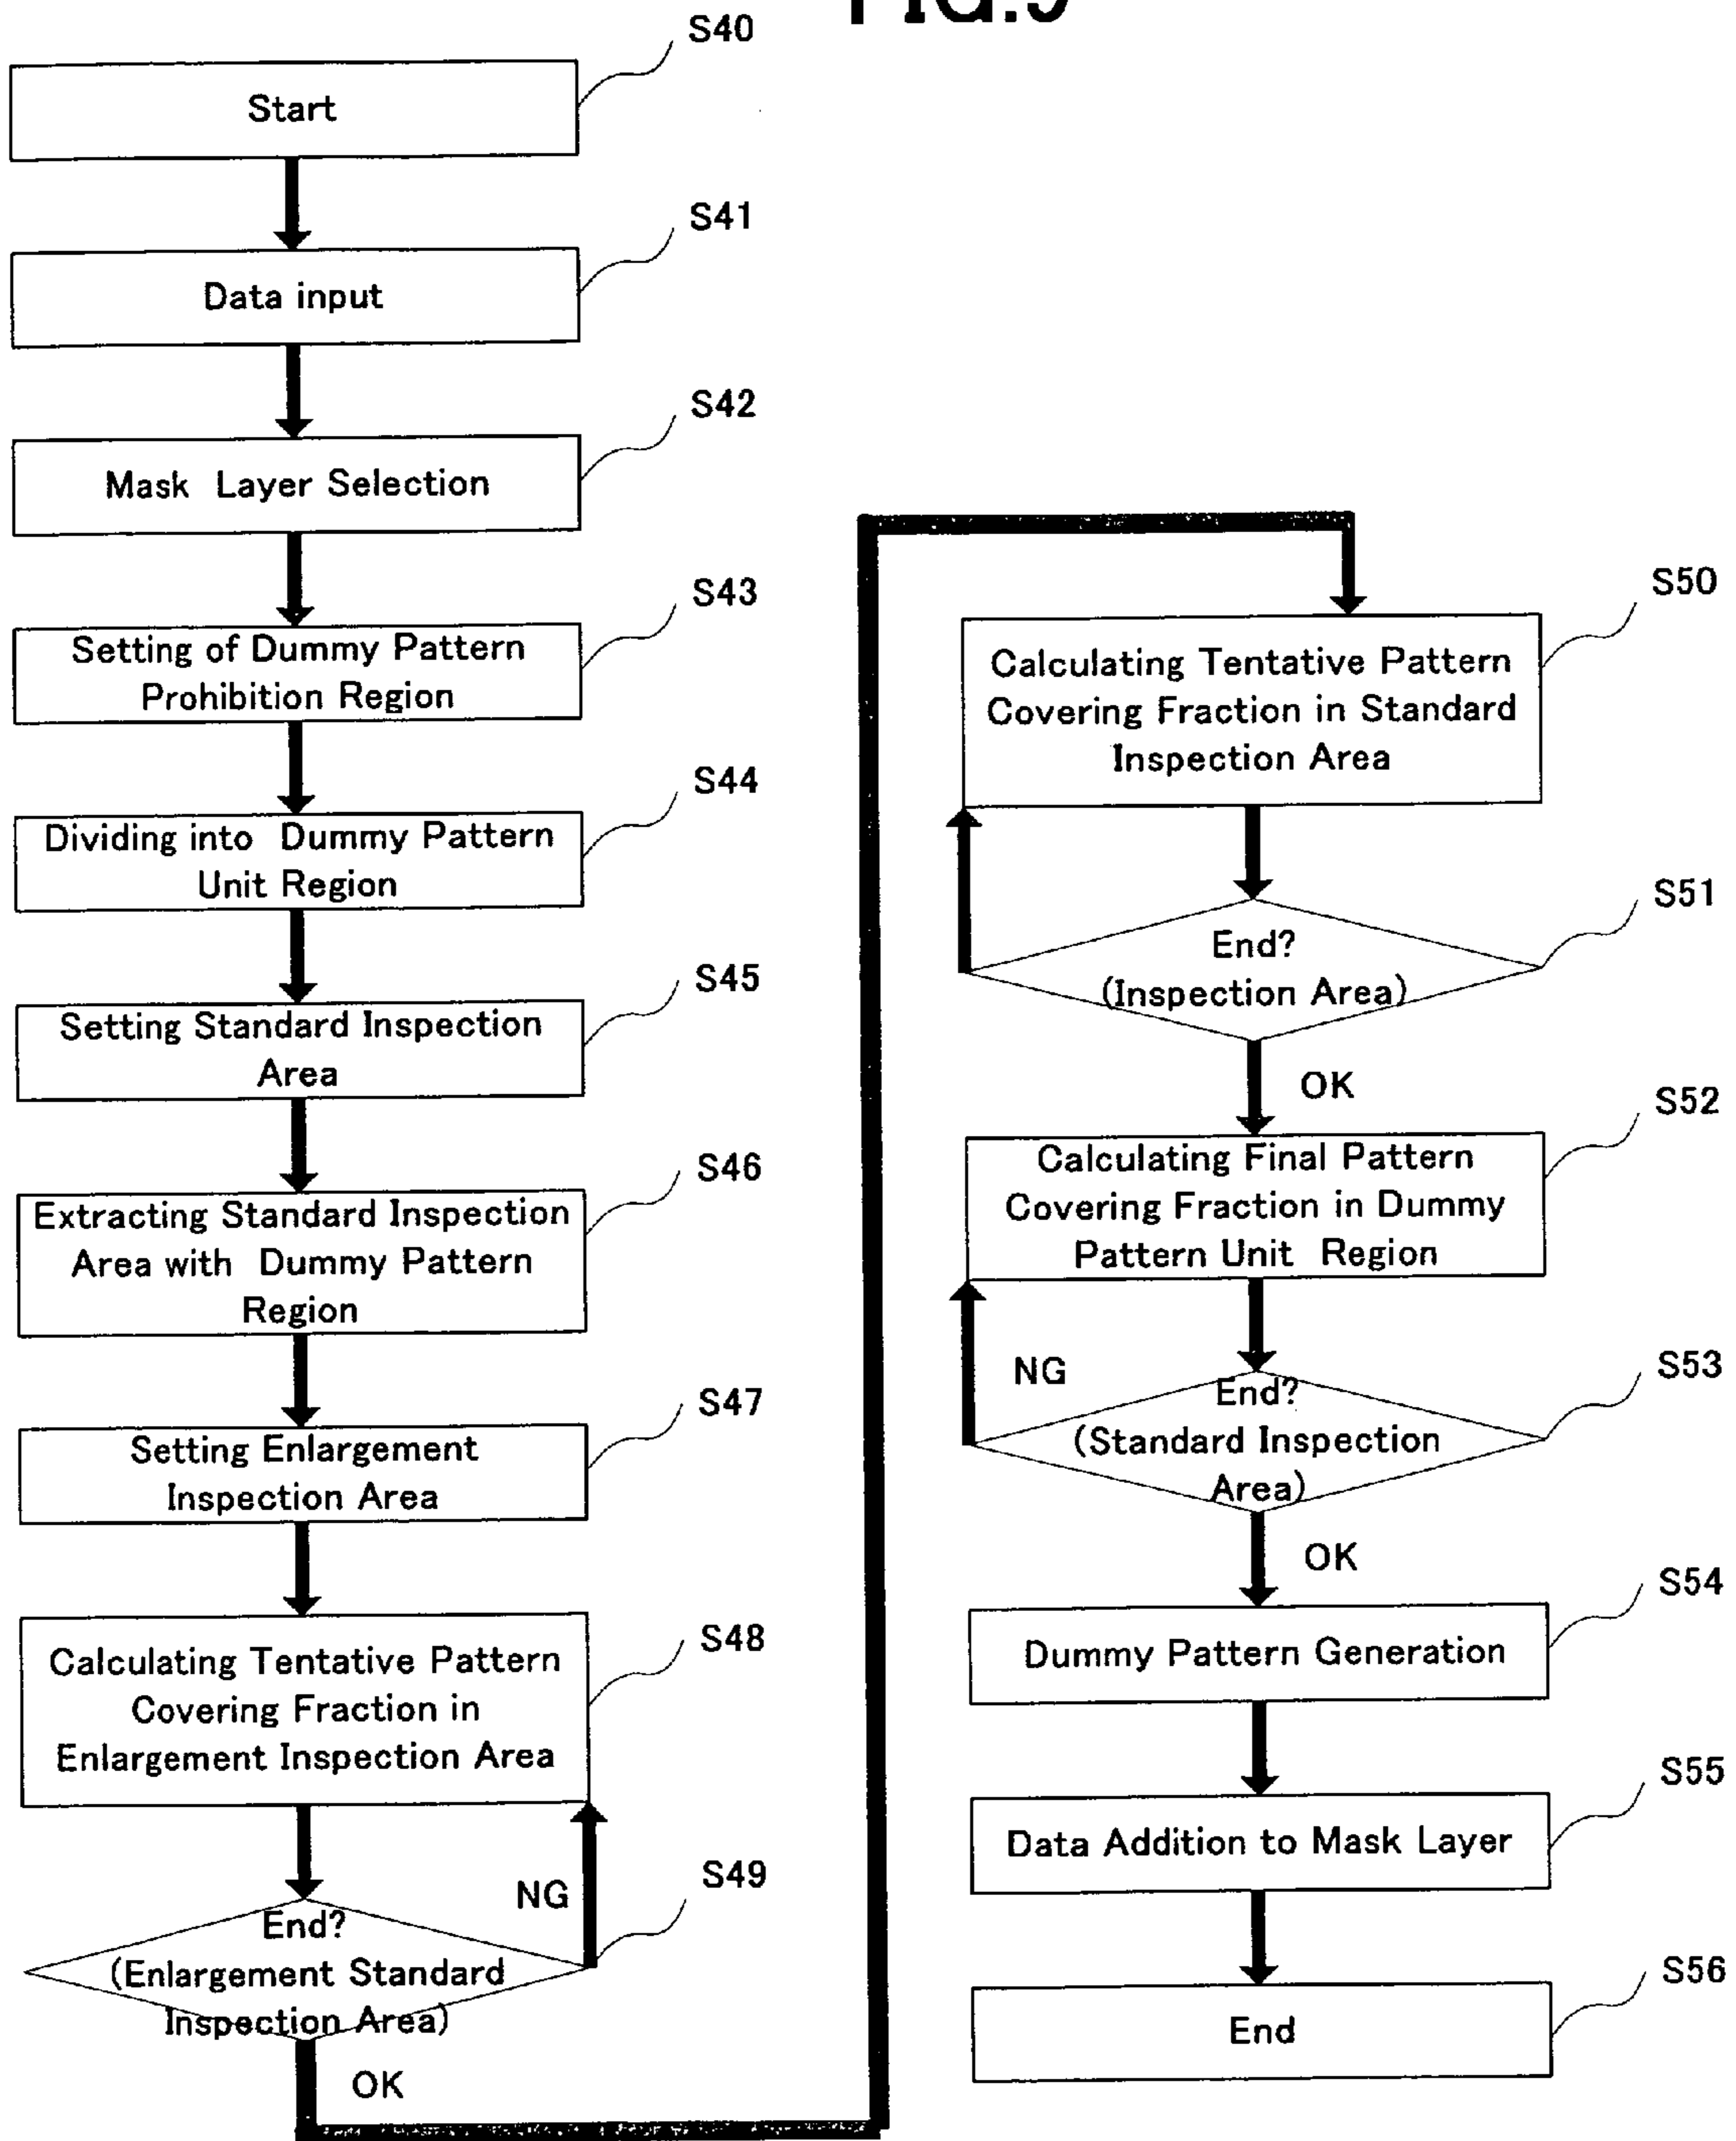 FIG.9
S40
Start
S41
Data input
S42
Mask Layer Selection
S43
Setting of Dummy Pattern
Prohibition Region
S44
Dividing into Dummy Pattern
Unit Region
S45
Setting Standard Inspection
Area
S46
Extracting Standard Inspection
Area with Dummy Pattern
Region
S47
Setting Enlargement
Inspection Area
S48
Calculating Tentative Pattern
Covering Fraction in
Enlargement Inspection Area
S49
NG
End?
(Enlargement Standard
Inspection Area)
OK
S50
Calculating Tentative Pattern
Covering Fraction in Standard
Inspection Area
S51
End?
(Inspection Area)
OK
S52
Calculating Final Pattern
Covering Fraction in Dummy
Pattern Unit Region
S53
NG
End?
(Standard Inspection
Area)
OK
S54
Dummy Pattern Generation
S55
Data Addition to Mask Layer
S56
End